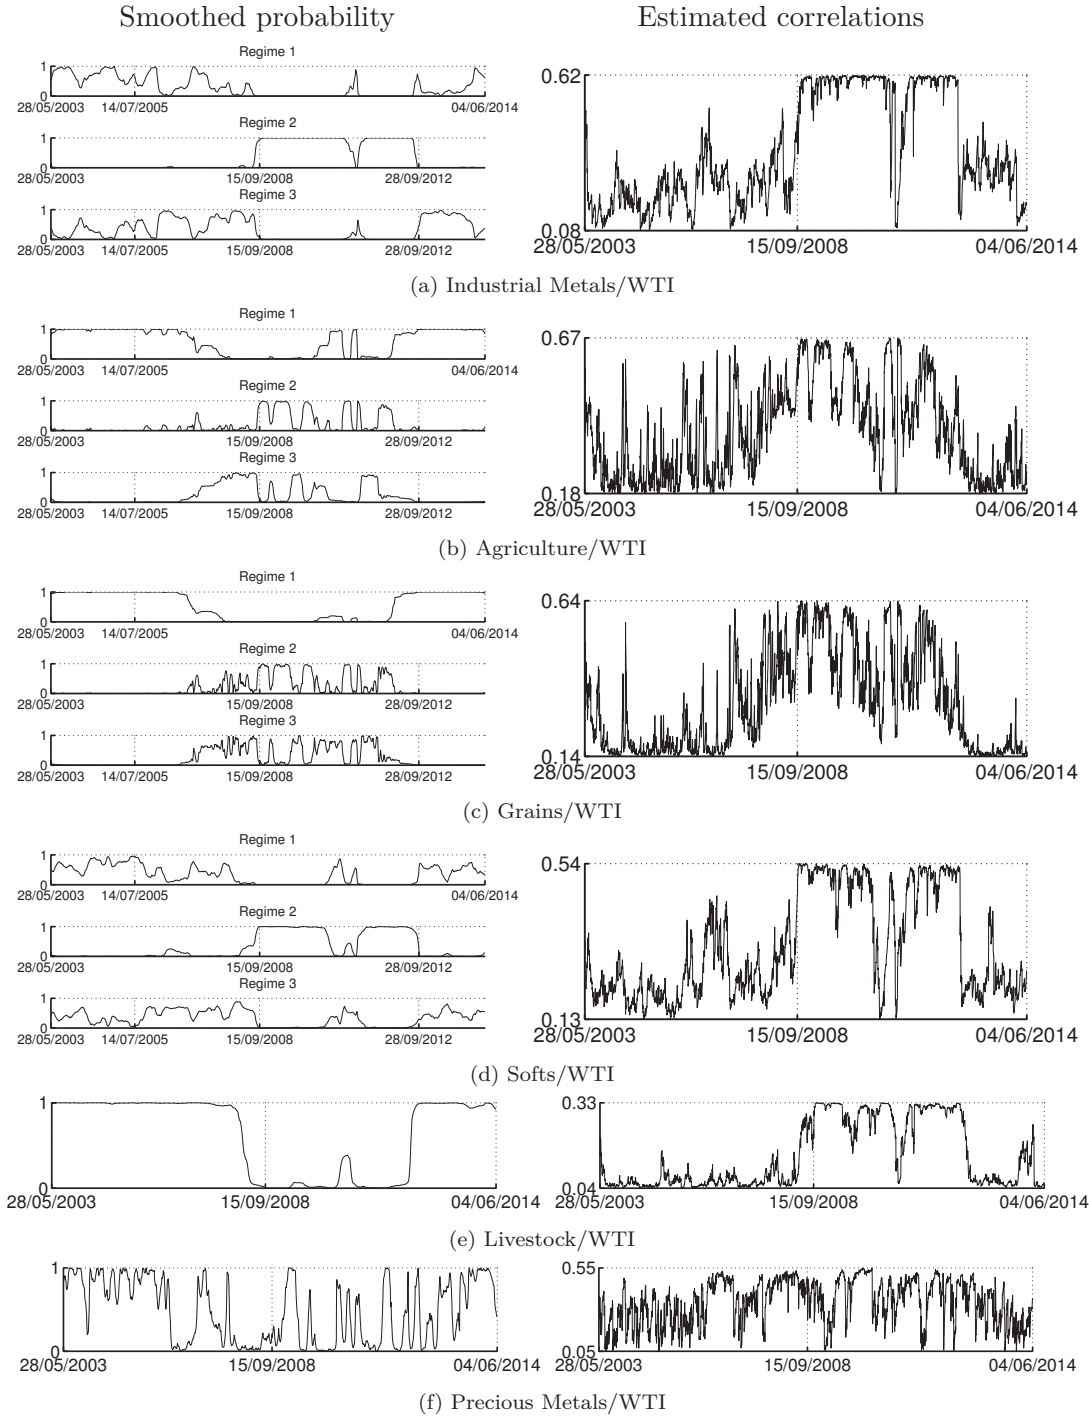 Smoothed probability Estimated correlations
Regime 1
1
0
28/05/2003 14/07/2005 04/06/2014
Regime 2
1
0
28/05/2003 15/09/2008 28/09/2012
Regime 3
1
0
28/05/2003 14/07/2005 15/09/2008 28/09/2012
0.62
0.08
28/05/2003 15/09/2008 04/06/2014
(a) Industrial Metals/WTI
Regime 1
1
0
28/05/2003 14/07/2005 04/06/2014
Regime 2
1
0
28/05/2003 15/09/2008 28/09/2012
Regime 3
1
0
28/05/2003 14/07/2005 15/09/2008 28/09/2012
0.67
0.18
28/05/2003 15/09/2008 04/06/2014
(b) Agriculture/WTI
Regime 1
1
0
28/05/2003 14/07/2005 04/06/2014
Regime 2
1
0
28/05/2003 15/09/2008 28/09/2012
Regime 3
1
0
28/05/2003 14/07/2005 15/09/2008 28/09/2012
0.64
0.14
28/05/2003 15/09/2008 04/06/2014
(c) Grains/WTI
Regime 1
1
0
28/05/2003 14/07/2005 04/06/2014
Regime 2
1
0
28/05/2003 15/09/2008 28/09/2012
Regime 3
1
0
28/05/2003 14/07/2005 15/09/2008 28/09/2012
0.54
0.13
28/05/2003 15/09/2008 04/06/2014
(d) Softs/WTI
1
0
28/05/2003 15/09/2008 04/06/2014
0.33
0.04
28/05/2003 15/09/2008 04/06/2014
(e) Livestock/WTI
1
0
28/05/2003 15/09/2008 04/06/2014
0.55
0.05
28/05/2003 15/09/2008 04/06/2014
(f) Precious Metals/WTI